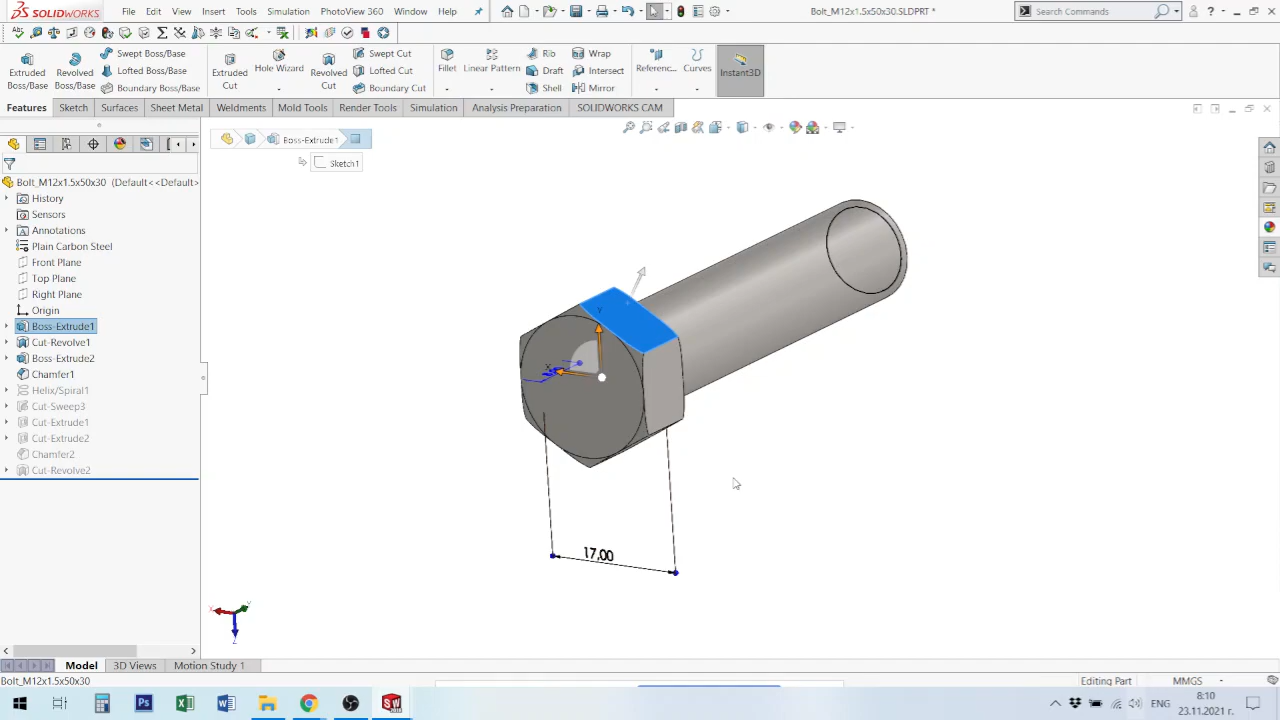 SOLIDWORKS File Edit View Insert Tools Simulation PhotoView 360 Window Help Bolt_M12x1.5x50x30.SLDPRT * Search Commands
Extruded Boss/Base
Revolved Boss/Base
Swept Boss/Base
Lofted Boss/Base
Boundary Boss/Base
Extruded Cut
Hole Wizard
Revolved Cut
Swept Cut
Lofted Cut
Boundary Cut
Fillet
Linear Pattern
Rib
Draft
Shell
Wrap
Intersect
Mirror
Referenc...
Curves
Instant3D
Features Sketch Surfaces Sheet Metal Weldments Mold Tools Render Tools Simulation Analysis Preparation SOLIDWORKS CAM
Boss-Extrude1
Sketch1
Bolt_M12x1.5x50x30 (Default<<Default>
History
Sensors
Annotations
Plain Carbon Steel
Front Plane
Top Plane
Right Plane
Origin
Boss-Extrude1
Cut-Revolve1
Boss-Extrude2
Chamfer1
Helix/Spiral1
Cut-Sweep3
Cut-Extrude1
Cut-Extrude2
Chamfer2
Cut-Revolve2
Y
X
17,00
X
Y
Z
Model 3D Views Motion Study 1
Bolt_M12x1.5x50x30 Editing Part MMGS
ENG
8:10
23.11.2021 г.